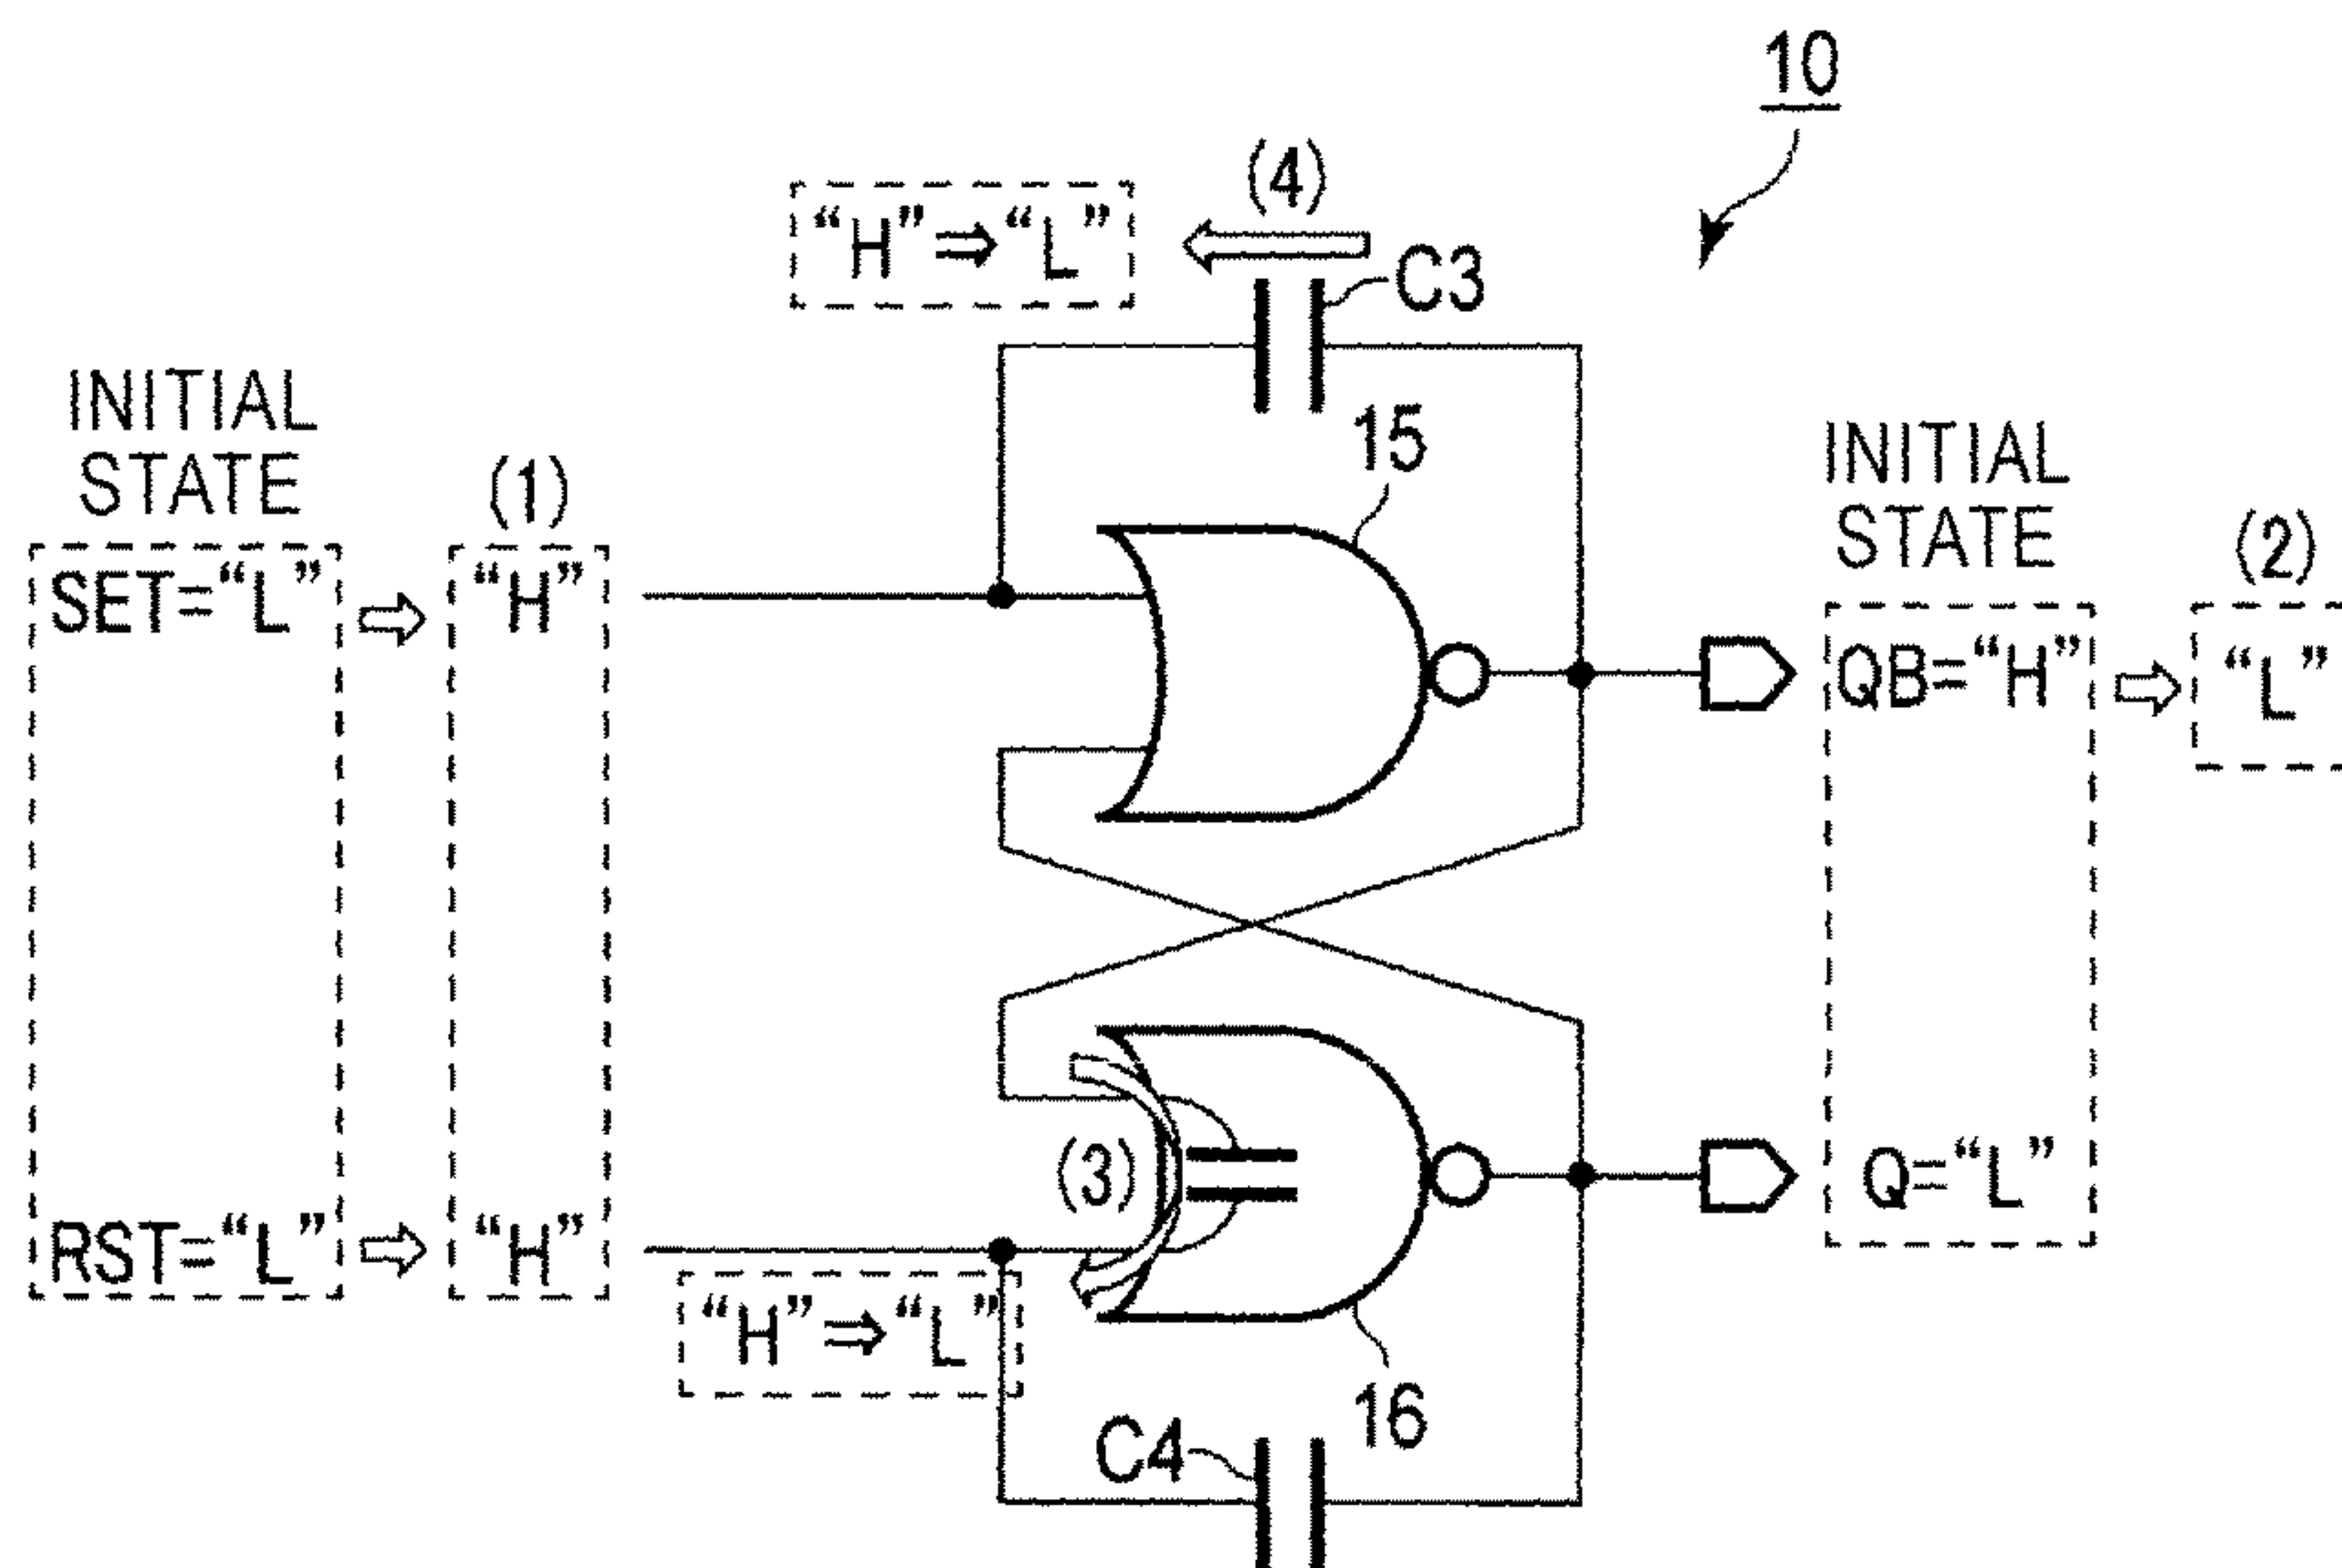 10
(4)
“H”⇒“L”
C3
15
INITIAL
STATE
(1)
SET=“L” ⇨ “H”
INITIAL
STATE
(2)
QB=“H” ⇨ “L”
(3)
Q=“L”
RST=“L” ⇨ “H”
“H”⇒“L”
16
C4